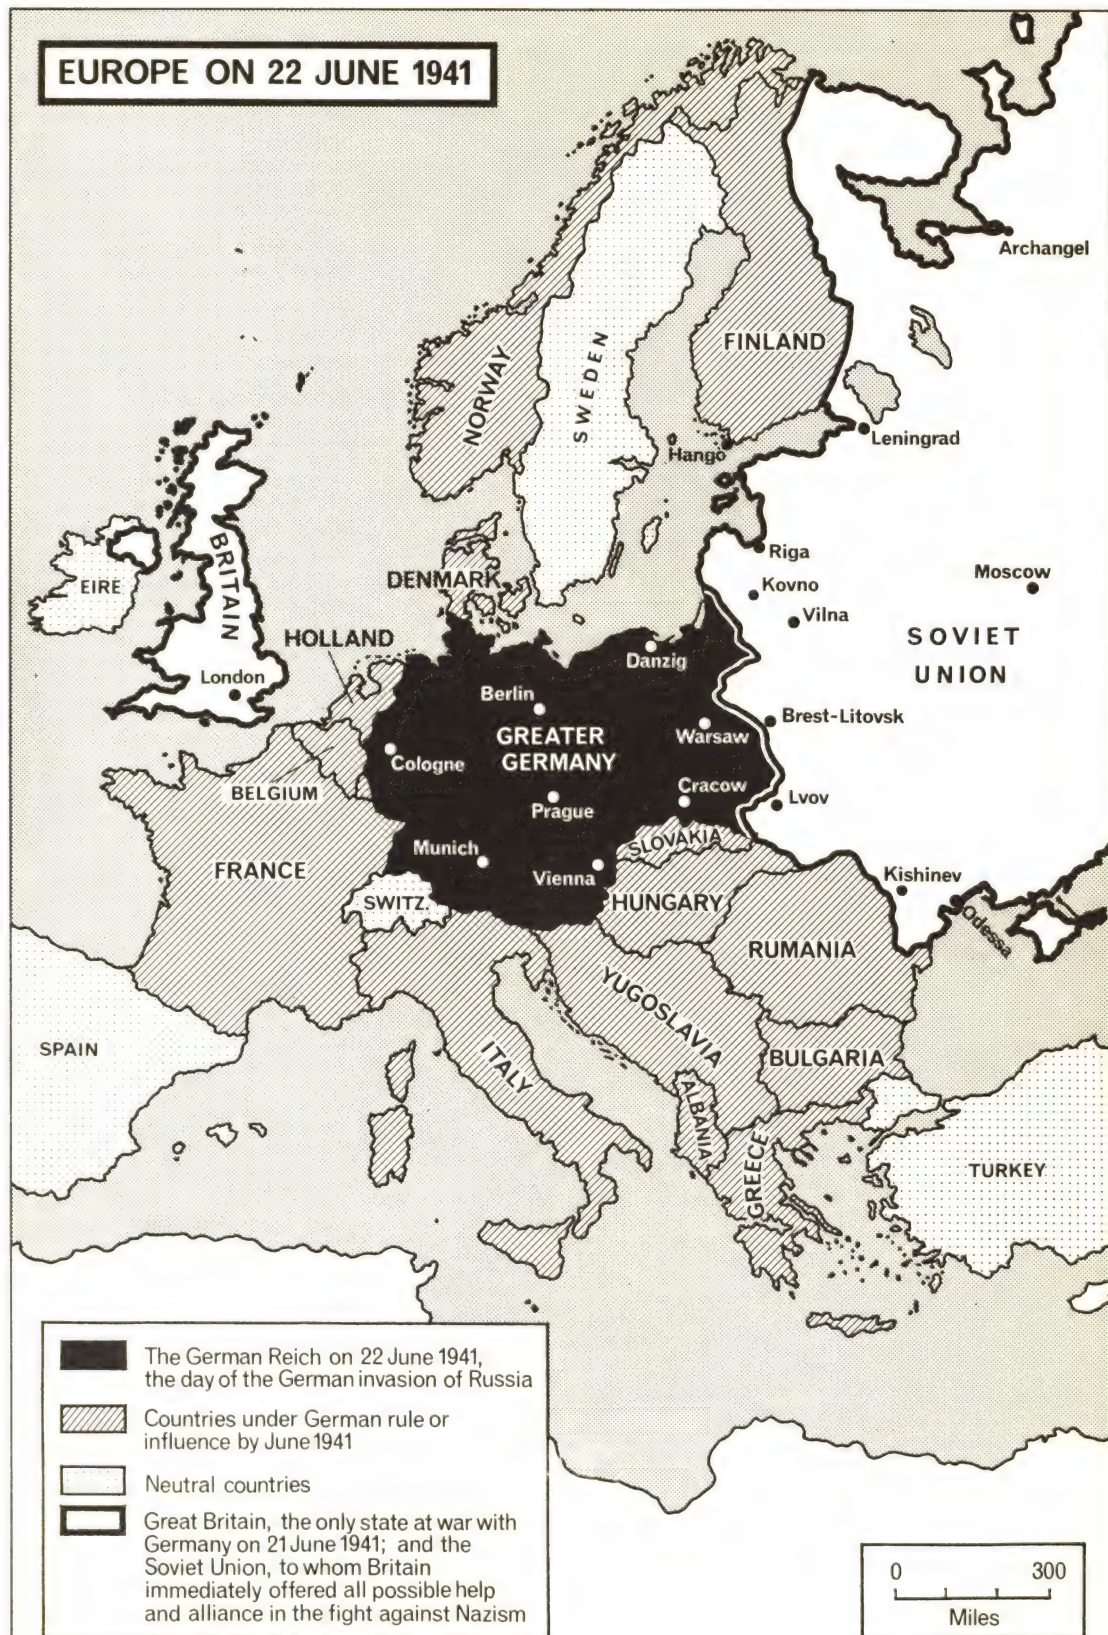 EUROPE ON 22 JUNE 1941
Archangel
FINLAND
NORWAY
SWEDEN
Leningrad
Hango
Riga
BRITAIN
EIRE
Moscow
Kovno
DENMARK
Vilna
HOLLAND
SOVIET
UNION
Danzig
London
Berlin
Brest-Litovsk
GREATER
GERMANY
Warsaw
Cologne
BELGIUM
Cracow
Prague
Lvov
SLOVAKIA
Munich
FRANCE
Vienna
Kishinev
SWITZ.
HUNGARY
Odessa
RUMANIA
YUGOSLAVIA
SPAIN
ITALY
BULGARIA
ALBANIA
GREECE
TURKEY
The German Reich on 22 June 1941,
the day of the German invasion of Russia
Countries under German rule or
influence by June 1941
Neutral countries
Great Britain, the only state at war with
Germany on 21 June 1941; and the
Soviet Union, to whom Britain
immediately offered all possible help
and alliance in the fight against Nazism
0 300
Miles